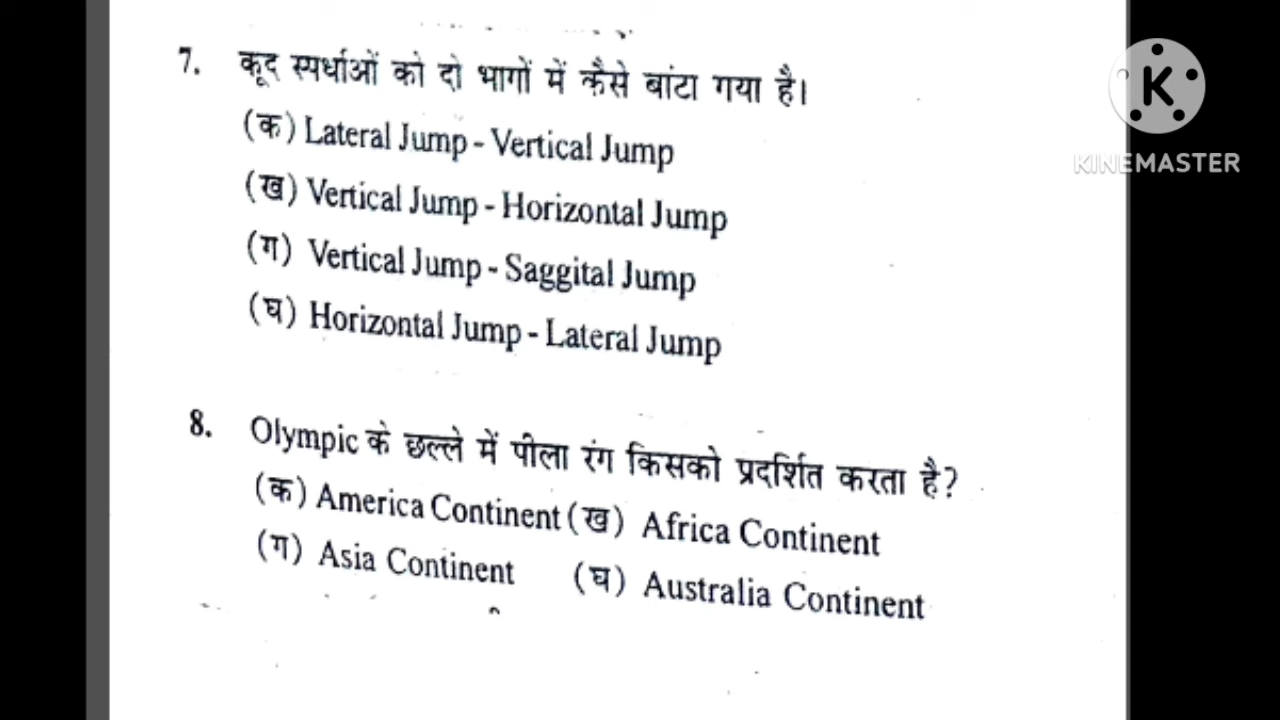 7. कूद स्पर्धाओं को दो भागों में कैसे बांटा गया है।
(क) Lateral Jump - Vertical Jump
(ख) Vertical Jump - Horizontal Jump
(ग) Vertical Jump - Saggital Jump
(घ) Horizontal Jump - Lateral Jump
8. Olympic के छल्ले में पीला रंग किसको प्रदर्शित करता है?
(क) America Continent (ख) Africa Continent
(ग) Asia Continent (घ) Australia Continent
K
KINEMASTER